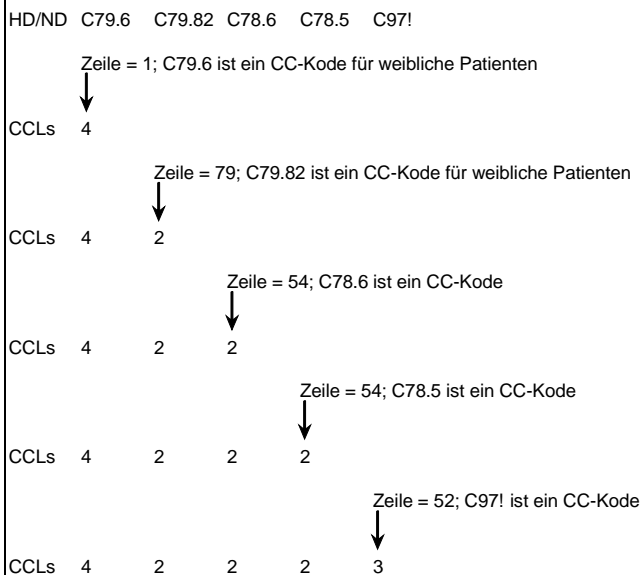 HD/ND C79.6 C79.82 C78.6 C78.5 C97!
Zeile = 1; C79.6 ist ein CC-Kode für weibliche Patienten
CCLs 4
Zeile = 79; C79.82 ist ein CC-Kode für weibliche Patienten
CCLs 4 2
Zeile = 54; C78.6 ist ein CC-Kode
CCLs 4 2 2
Zeile = 54; C78.5 ist ein CC-Kode
CCLs 4 2 2 2
Zeile = 52; C97! ist ein CC-Kode
CCLs 4 2 2 2 3